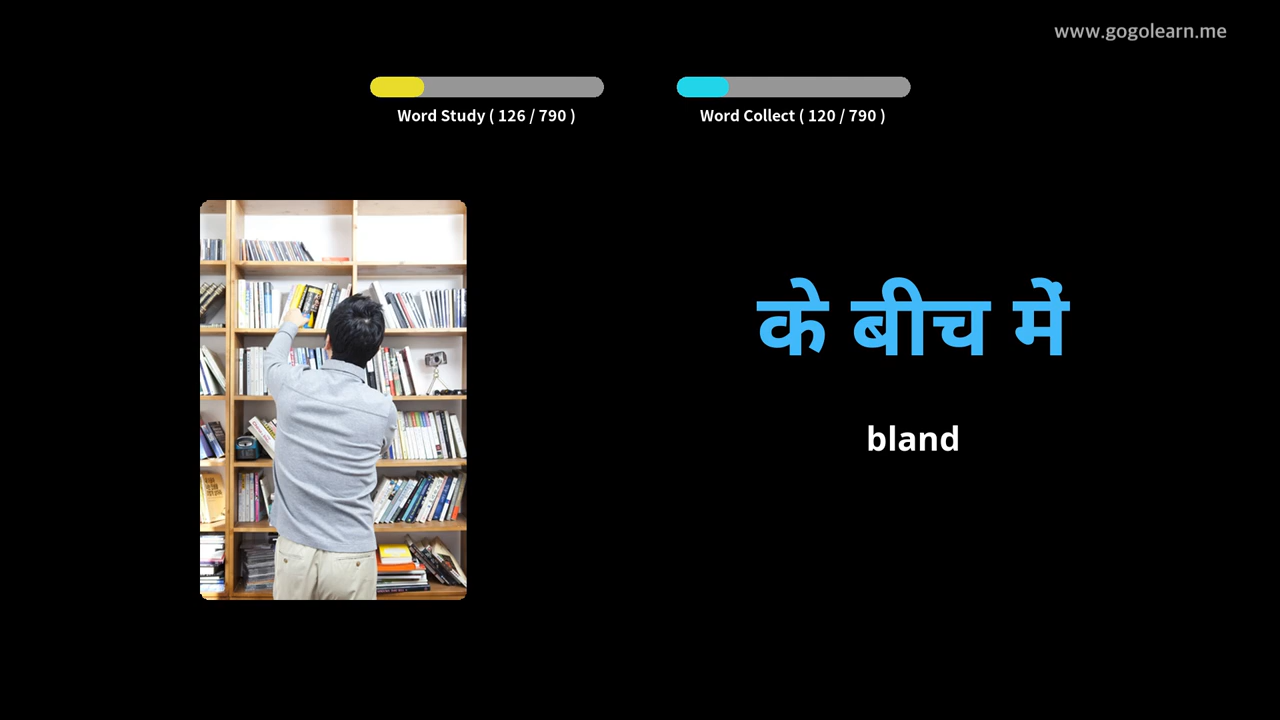 www.gogolearn.me
Word Study ( 126 / 790 )
Word Collect ( 120 / 790 )
के बीच में
bland